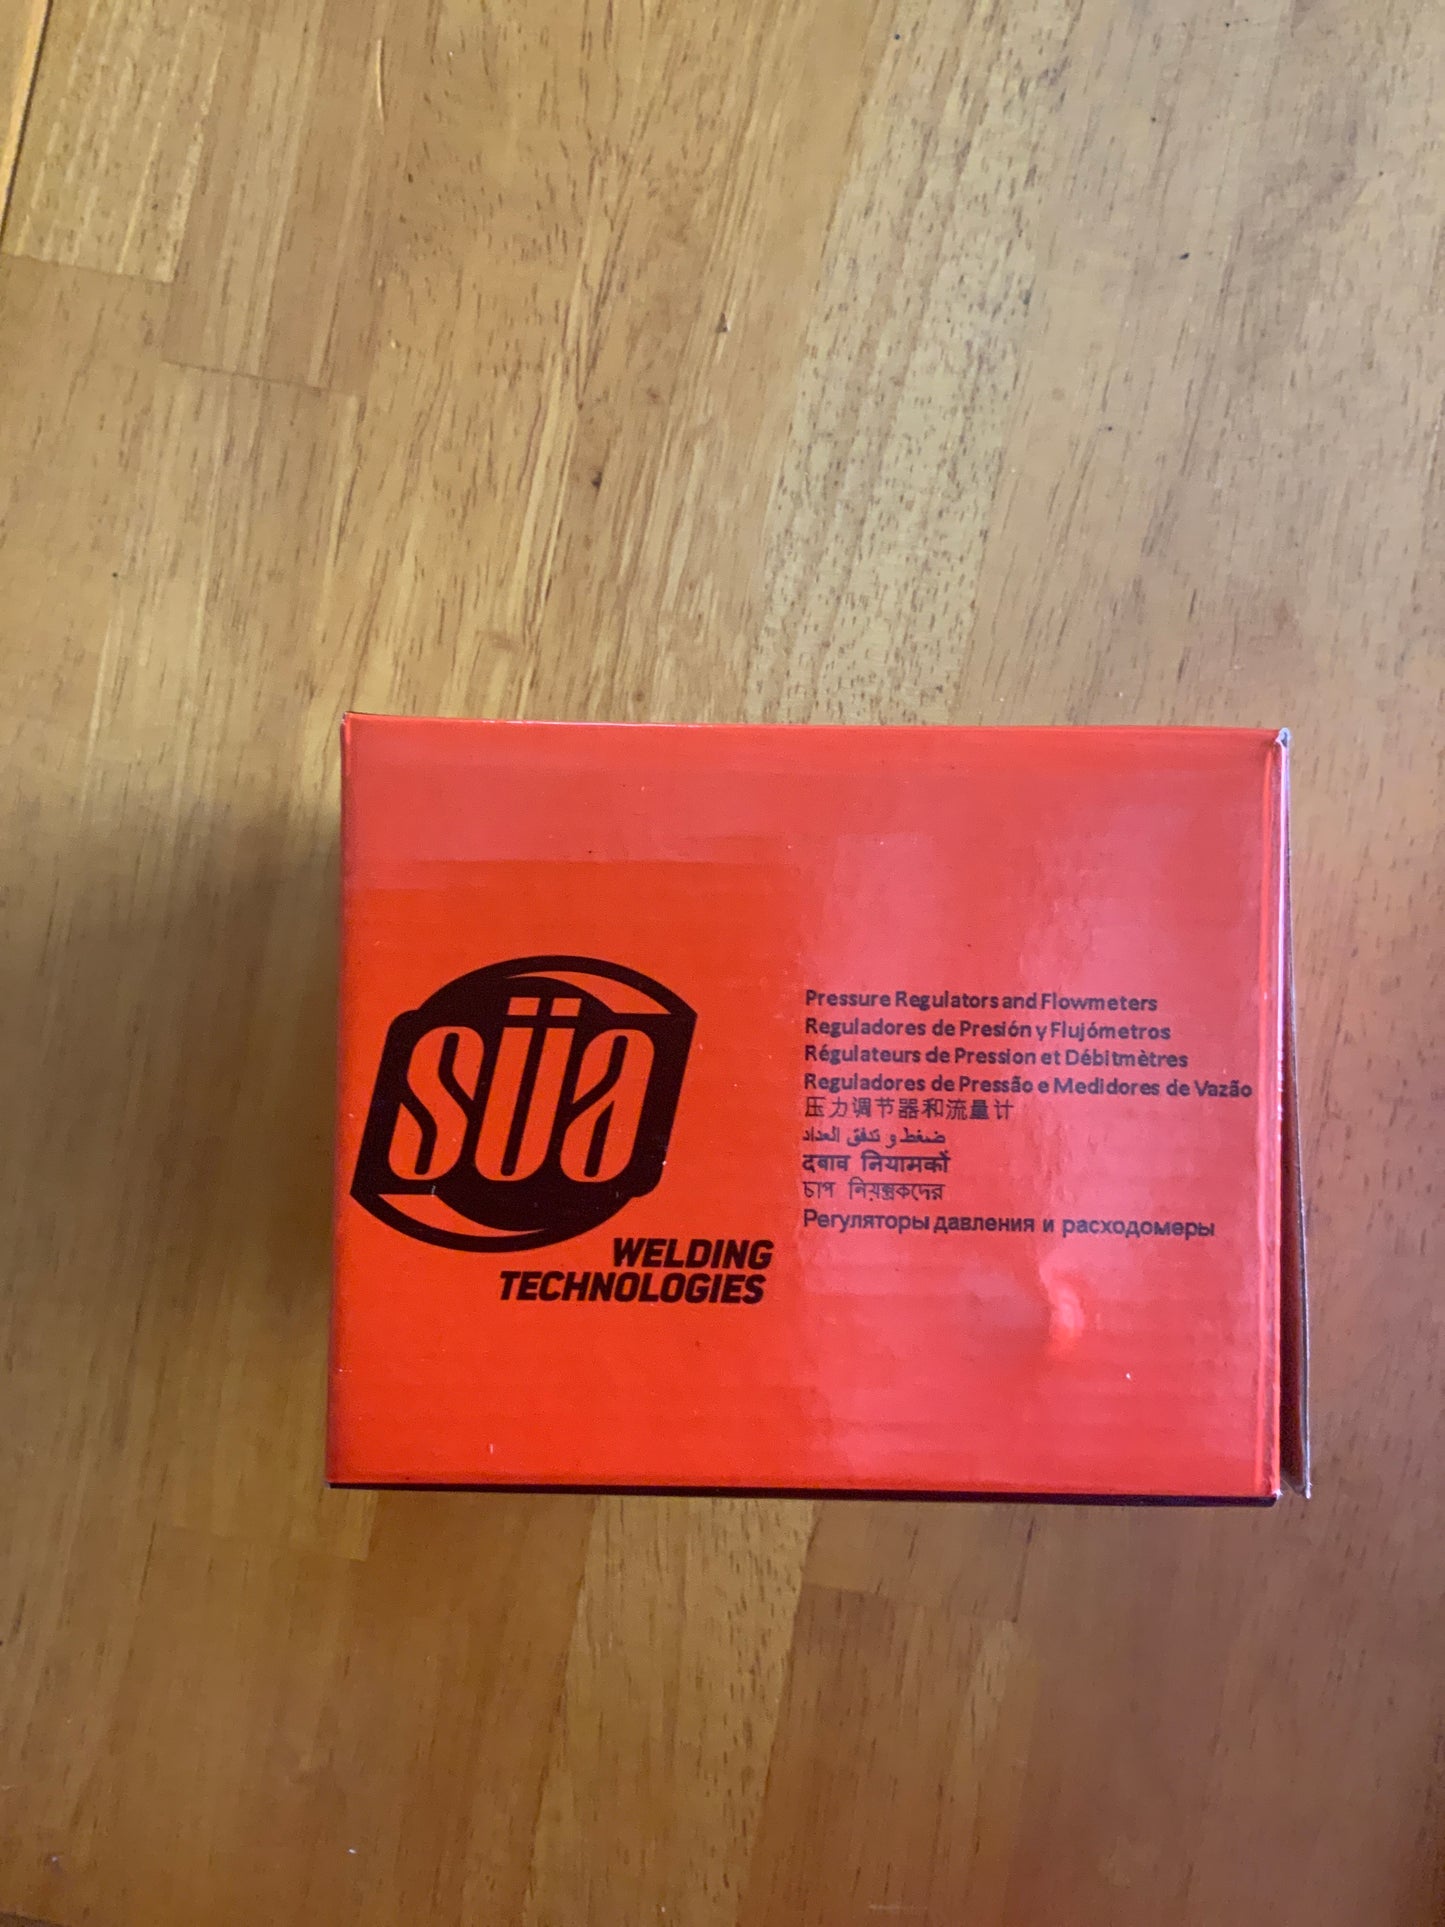 süa
WELDING
TECHNOLOGIES
Pressure Regulators and Flowmeters
Reguladores de Presión y Flujómetros
Régulateurs de Pression et Débitmètres
Reguladores de Pressão e Medidores de Vazão
压力调节器和流量计
ضغط و تدفق العداد
दबाव नियामकों
চাপ নিয়ন্ত্রকদের
Регуляторы давления и расходомеры